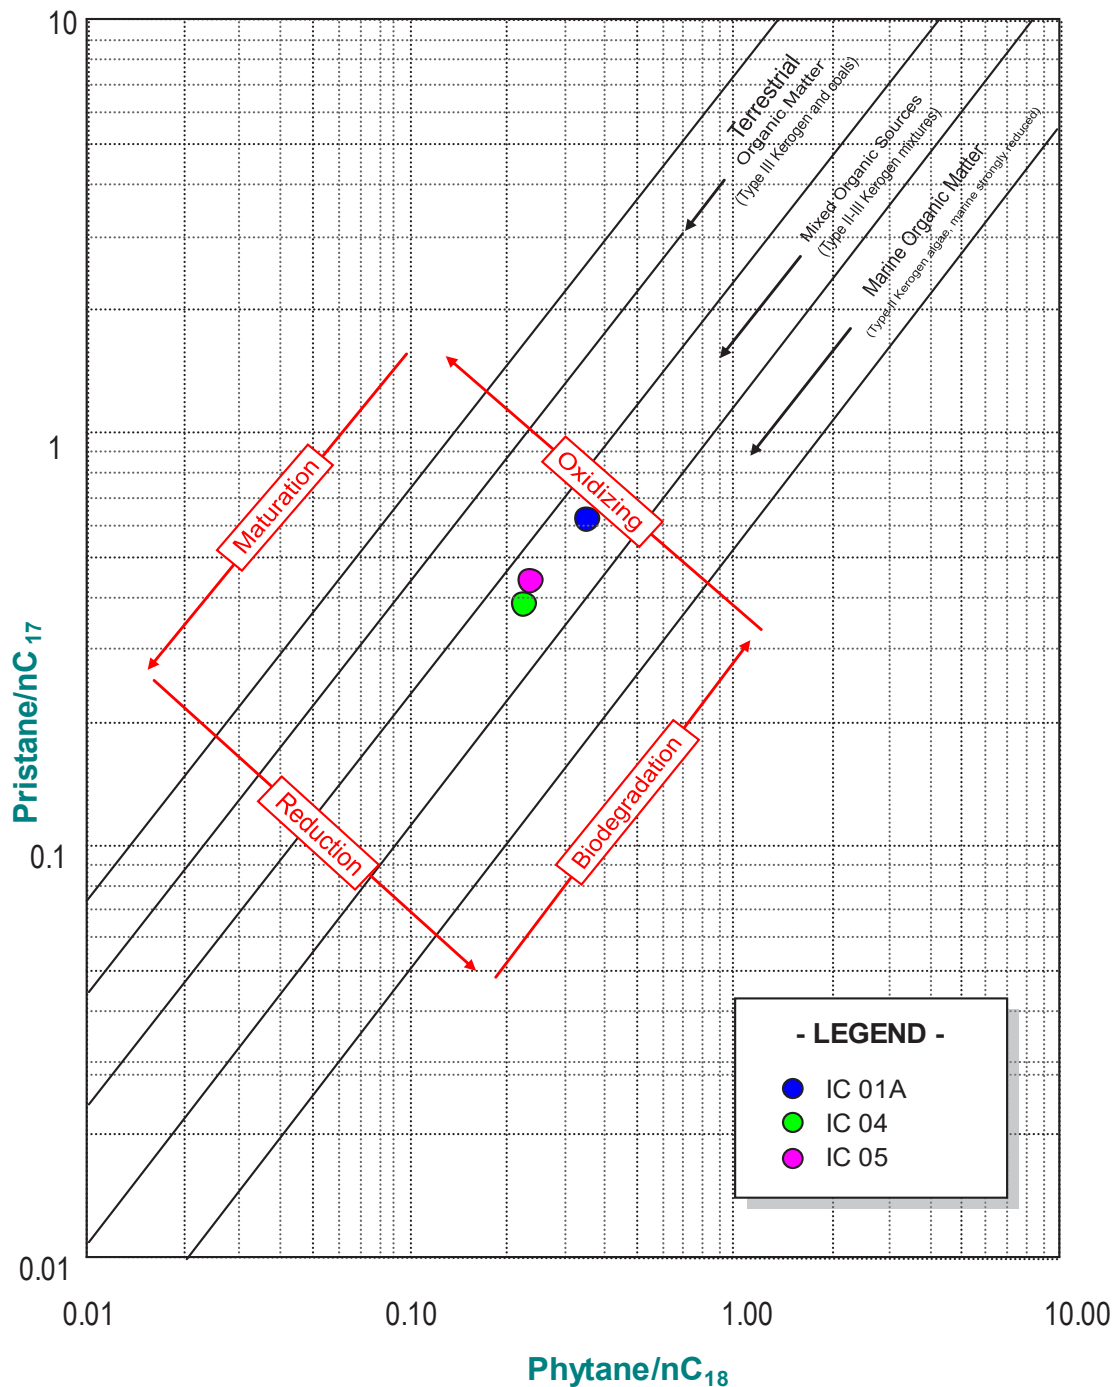 10
1
0.1
0.01
0.01
0.10
1.00
10.00
Pristane/nC17
Phytane/nC18
Terrestrial
Organic Matter
(Type III Kerogen and coals)
Mixed Organic Sources
(Type II-III Kerogen mixtures)
Marine Organic Matter
(Type-II Kerogen algae, marine strongly reduced)
Maturation
Oxidizing
Reduction
Biodegradation
- LEGEND -
IC 01A
IC 04
IC 05